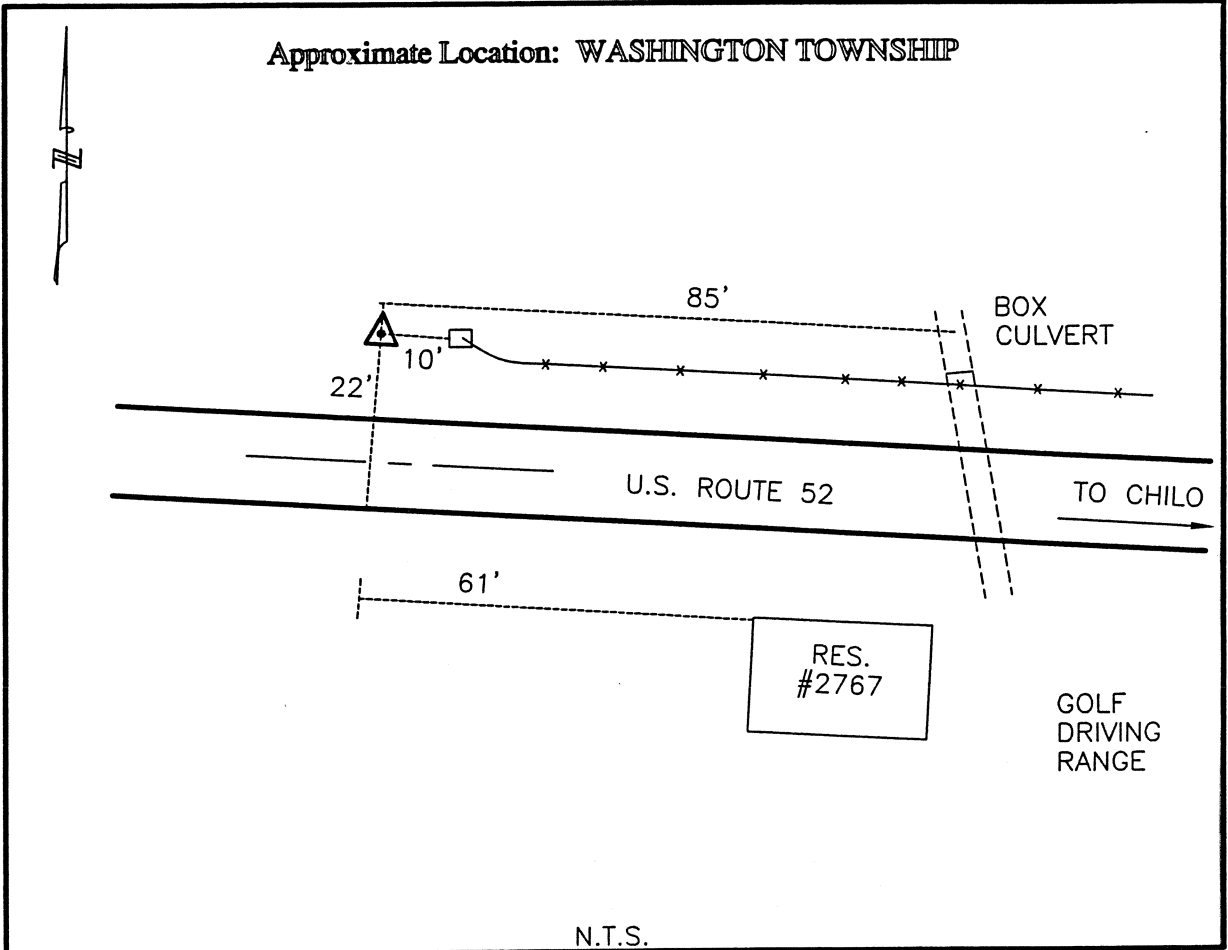 Approximate Location: WASHINGTON TOWNSHIP
N
85'
BOX
CULVERT
10'
22'
U.S. ROUTE 52
TO CHILO
61'
RES.
#2767
GOLF
DRIVING
RANGE
N.T.S.